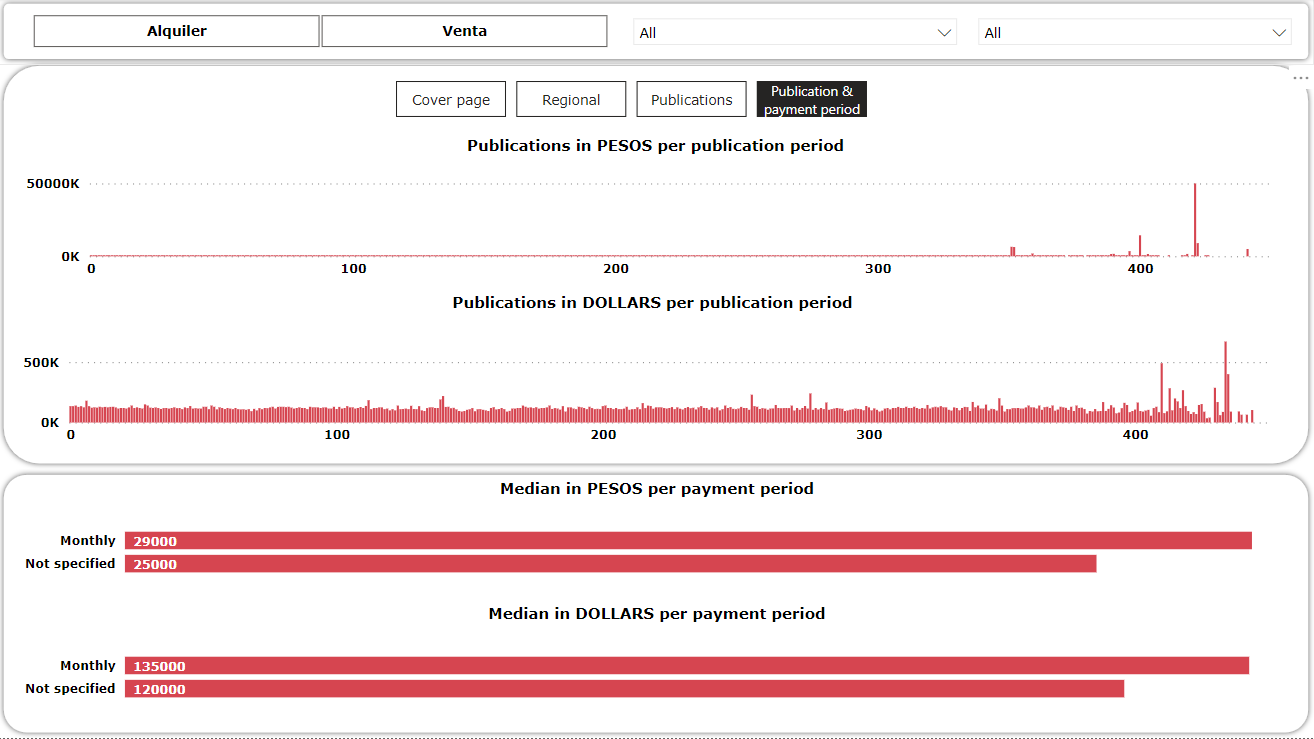 Alquiler Venta All All
Cover page Regional Publications Publication &
payment period
Publications in PESOS per publication period
50000K
0K
0 100 200 300 400
Publications in DOLLARS per publication period
500K
0K
0 100 200 300 400
Median in PESOS per payment period
Monthly 29000
Not specified 25000
Median in DOLLARS per payment period
Monthly 135000
Not specified 120000